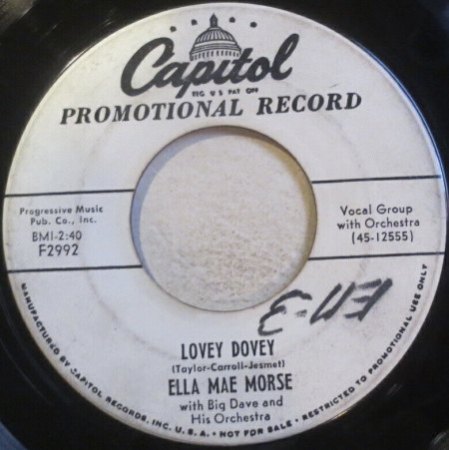 Capitol
REG U S PAT OFF
PROMOTIONAL RECORD
Progressive Music
Pub. Co., Inc.
BMI-2:40
F2992
Vocal Group
with Orchestra
(45-12555)
LOVEY DOVEY
(Taylor-Carroll-Jesmet)
ELLA MAE MORSE
with Big Dave and
His Orchestra
MANUFACTURED BY CAPITOL RECORDS, INC. U.S.A. • NOT FOR SALE • RESTRICTED TO PROMOTIONAL USE ONLY